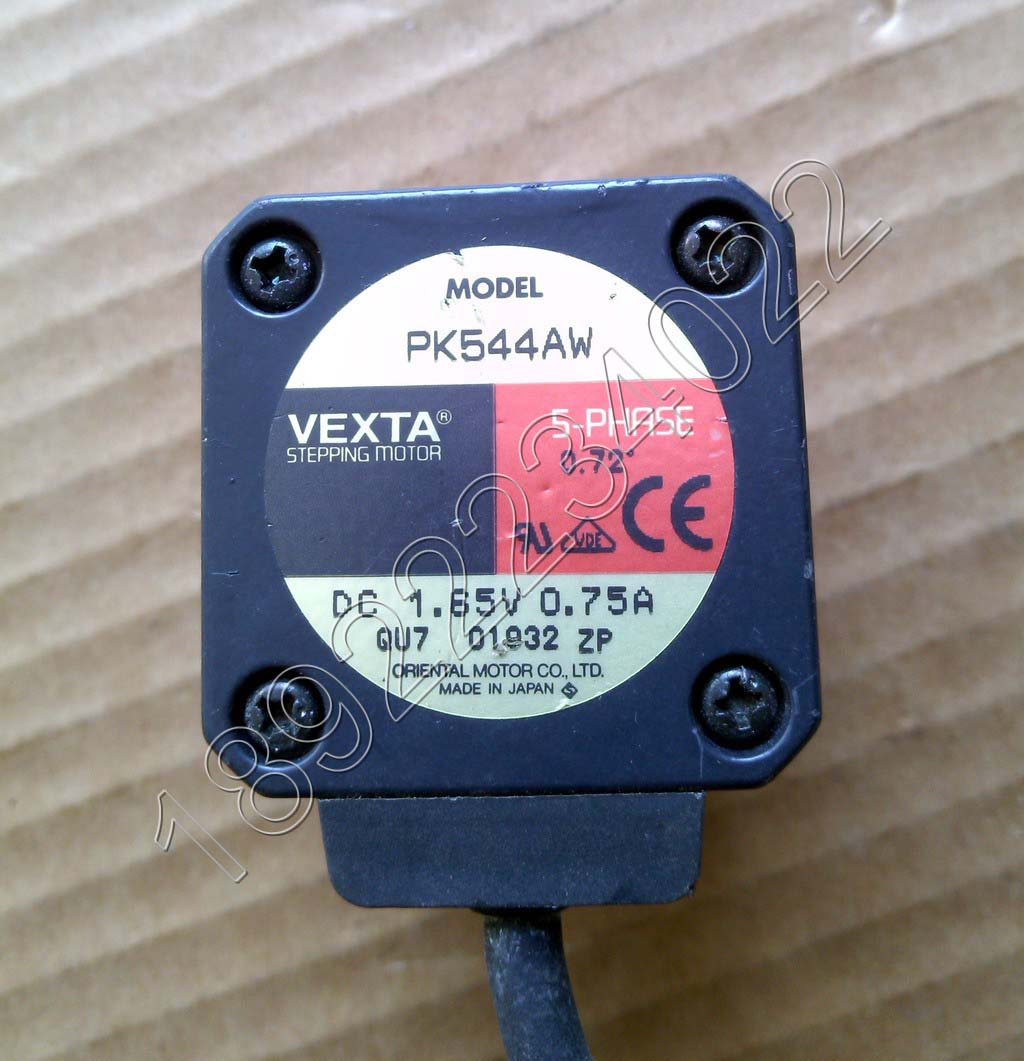 MODEL
PK544AW
VEXTA®
STEPPING MOTOR
5-PHASE
0.72°
VDE
CE
DC 1.65V 0.75A
QU7 01932 ZP
ORIENTAL MOTOR CO., LTD.
MADE IN JAPAN S
18922234022